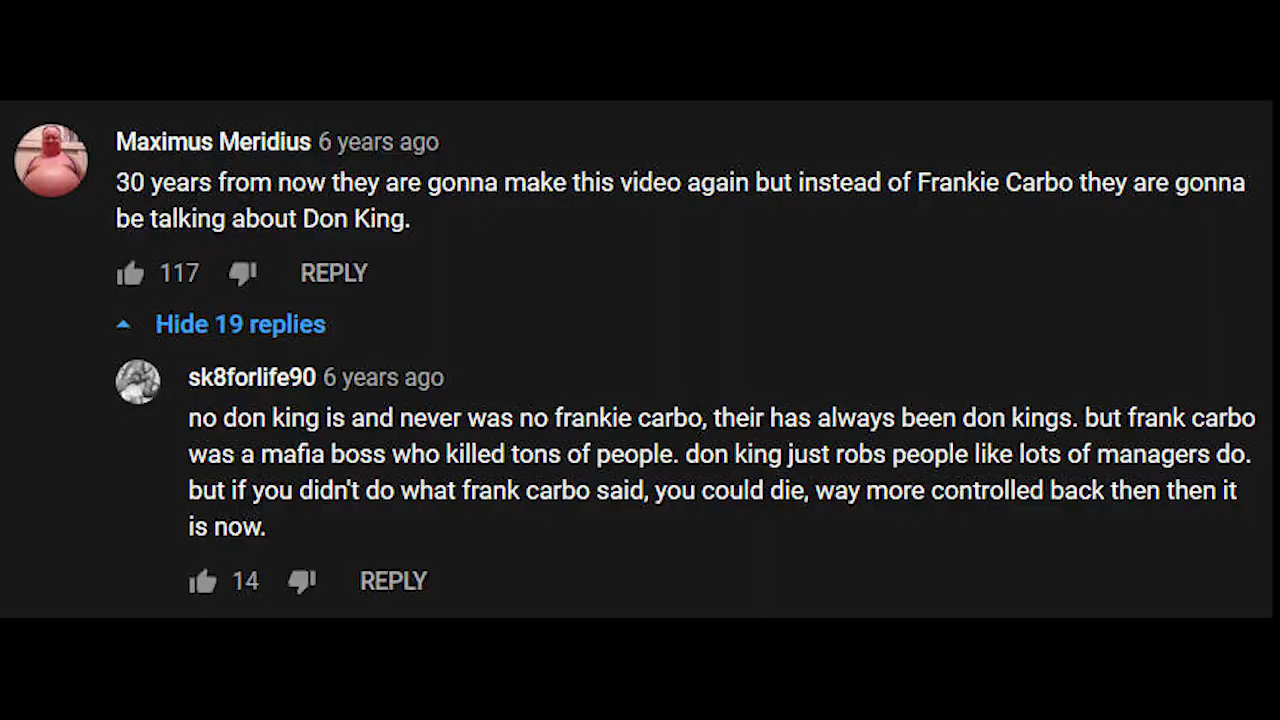 Maximus Meridius 6 years ago
30 years from now they are gonna make this video again but instead of Frankie Carbo they are gonna
be talking about Don King.
117 REPLY
Hide 19 replies
sk8forlife90 6 years ago
no don king is and never was no frankie carbo, their has always been don kings. but frank carbo
was a mafia boss who killed tons of people. don king just robs people like lots of managers do.
but if you didn't do what frank carbo said, you could die, way more controlled back then then it
is now.
14 REPLY